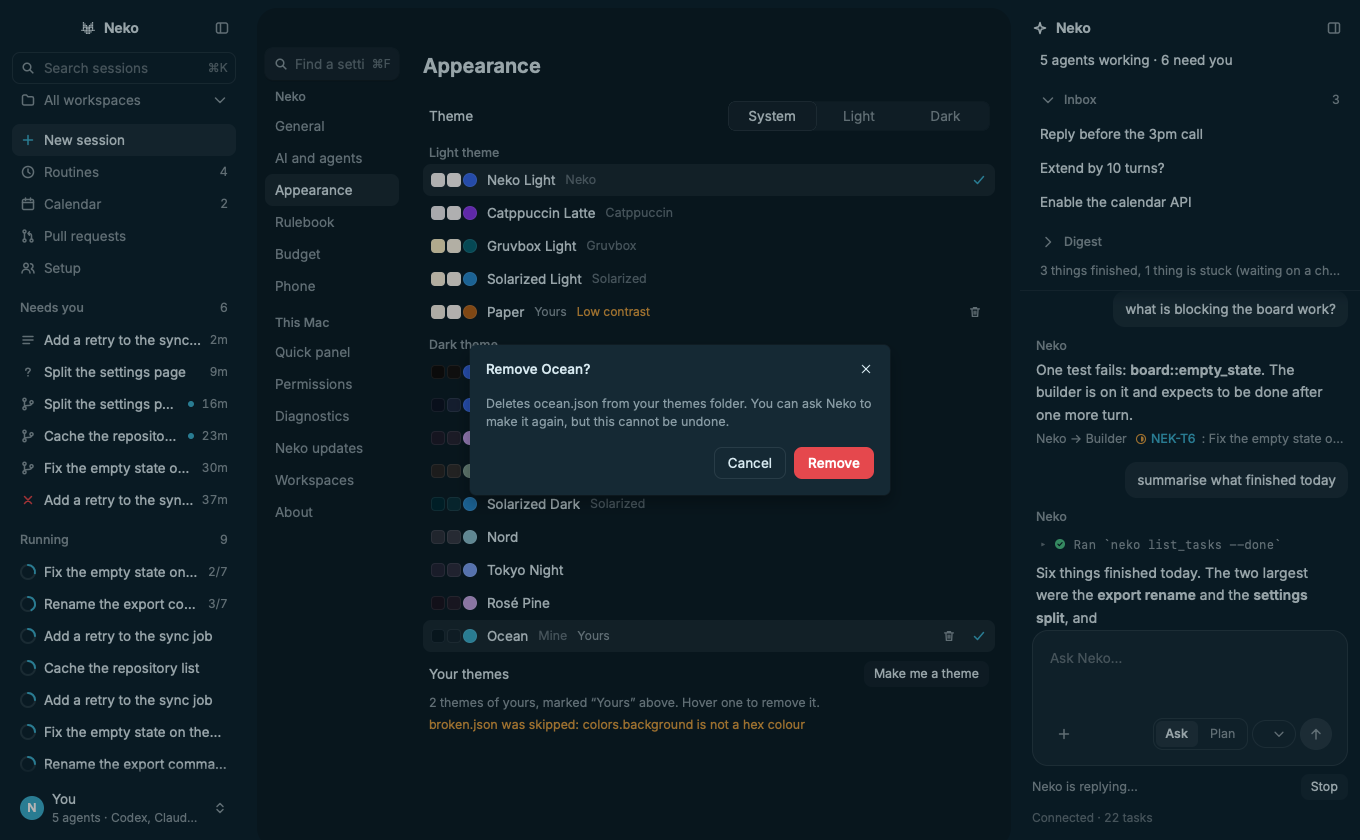 Neko
Search sessions ⌘K
All workspaces
New session
Routines 4
Calendar 2
Pull requests
Setup
Needs you 6
Add a retry to the sync... 2m
? Split the settings page 9m
Split the settings p... 16m
Cache the reposito... 23m
Fix the empty state o... 30m
Add a retry to the syn... 37m
Running 9
Fix the empty state on... 2/7
Rename the export co... 3/7
Add a retry to the sync job
Cache the repository list
Add a retry to the sync job
Fix the empty state on the...
Rename the export comma...
N
You
5 agents · Codex, Claud...
Find a setti ⌘F
Neko
General
AI and agents
Appearance
Rulebook
Budget
Phone
This Mac
Quick panel
Permissions
Diagnostics
Neko updates
Workspaces
About
Appearance
Theme
System Light Dark
Light theme
Neko Light Neko
Catppuccin Latte Catppuccin
Gruvbox Light Gruvbox
Solarized Light Solarized
Paper Yours Low contrast
Dark theme
Remove Ocean?
Deletes ocean.json from your themes folder. You can ask Neko to
make it again, but this cannot be undone.
Cancel
Remove
Solarized Dark Solarized
Nord
Tokyo Night
Rosé Pine
Ocean Mine Yours
Your themes
Make me a theme
2 themes of yours, marked “Yours” above. Hover one to remove it.
broken.json was skipped: colors.background is not a hex colour
Neko
5 agents working · 6 need you
Inbox 3
Reply before the 3pm call
Extend by 10 turns?
Enable the calendar API
Digest
3 things finished, 1 thing is stuck (waiting on a ch...
what is blocking the board work?
Neko
One test fails: board::empty_state. The
builder is on it and expects to be done after
one more turn.
Neko → Builder NEK-T6 : Fix the empty state o...
summarise what finished today
Neko
Ran `neko list_tasks --done`
Six things finished today. The two largest
were the export rename and the settings
split, and
Ask Neko...
Ask Plan
Neko is replying...
Stop
Connected · 22 tasks